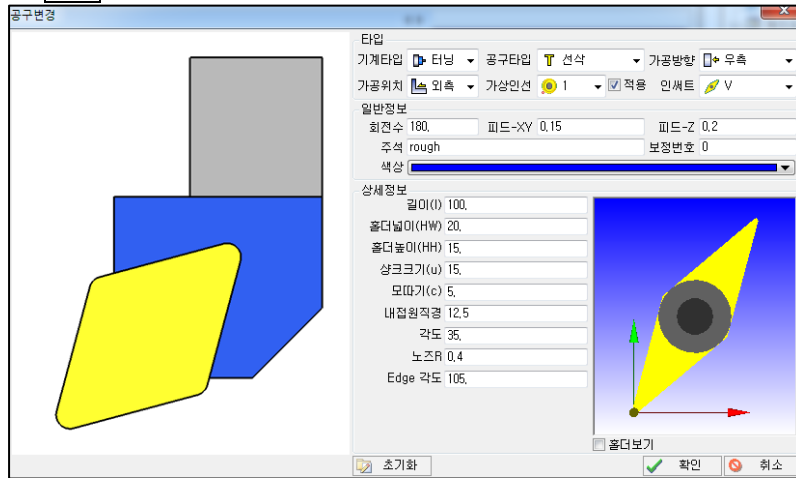 공구변경
타입
기계타입 터닝 공구타입 선삭 가공방향 우측
가공위치 외측 가상인선 1 적용 인써트 V
일반정보
회전수 180, 피드-XY 0,15 피드-Z 0,2
주석 rough 보정번호 0
색상
상세정보
길이(l) 100,
홀더넓이(HW) 20,
홀더높이(HH) 15,
샹크크기(u) 15,
모따기(c) 5,
내접원직경 12,5
각도 35,
노즈R 0,4
Edge 각도 105,
홀더보기
초기화 확인 취소